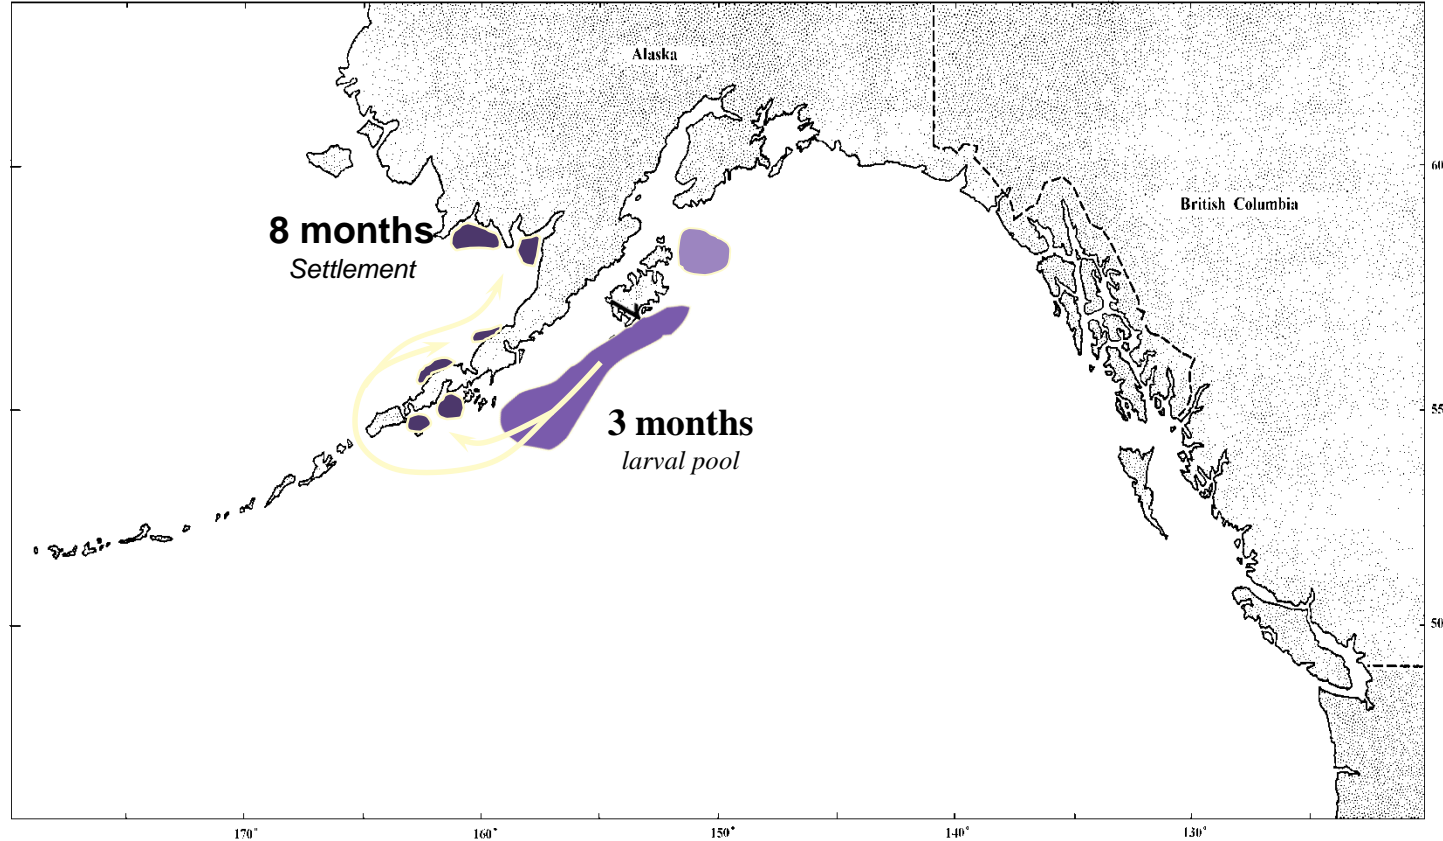 Alaska
60
British Columbia
8 months
Settlement
55
3 months
larval pool
50
170°
160°
150°
140°
130°